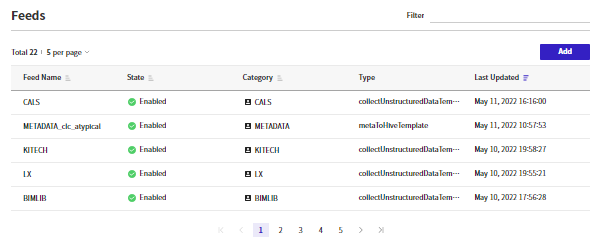 Feeds
Filter
Total 22 | 5 per page
Add
Feed Name State Category Type Last Updated
CALS Enabled CALS collectUnstructuredDataTem··· May 11, 2022 16:16:00
METADATA_clc_atypical Enabled METADATA metaToHiveTemplate May 11, 2022 10:57:53
KITECH Enabled KITECH collectUnstructuredDataTem··· May 10, 2022 19:58:27
LX Enabled LX collectUnstructuredDataTem··· May 10, 2022 19:55:21
BIMLIB Enabled BIMLIB collectUnstructuredDataTem··· May 10, 2022 17:56:28
1 2 3 4 5